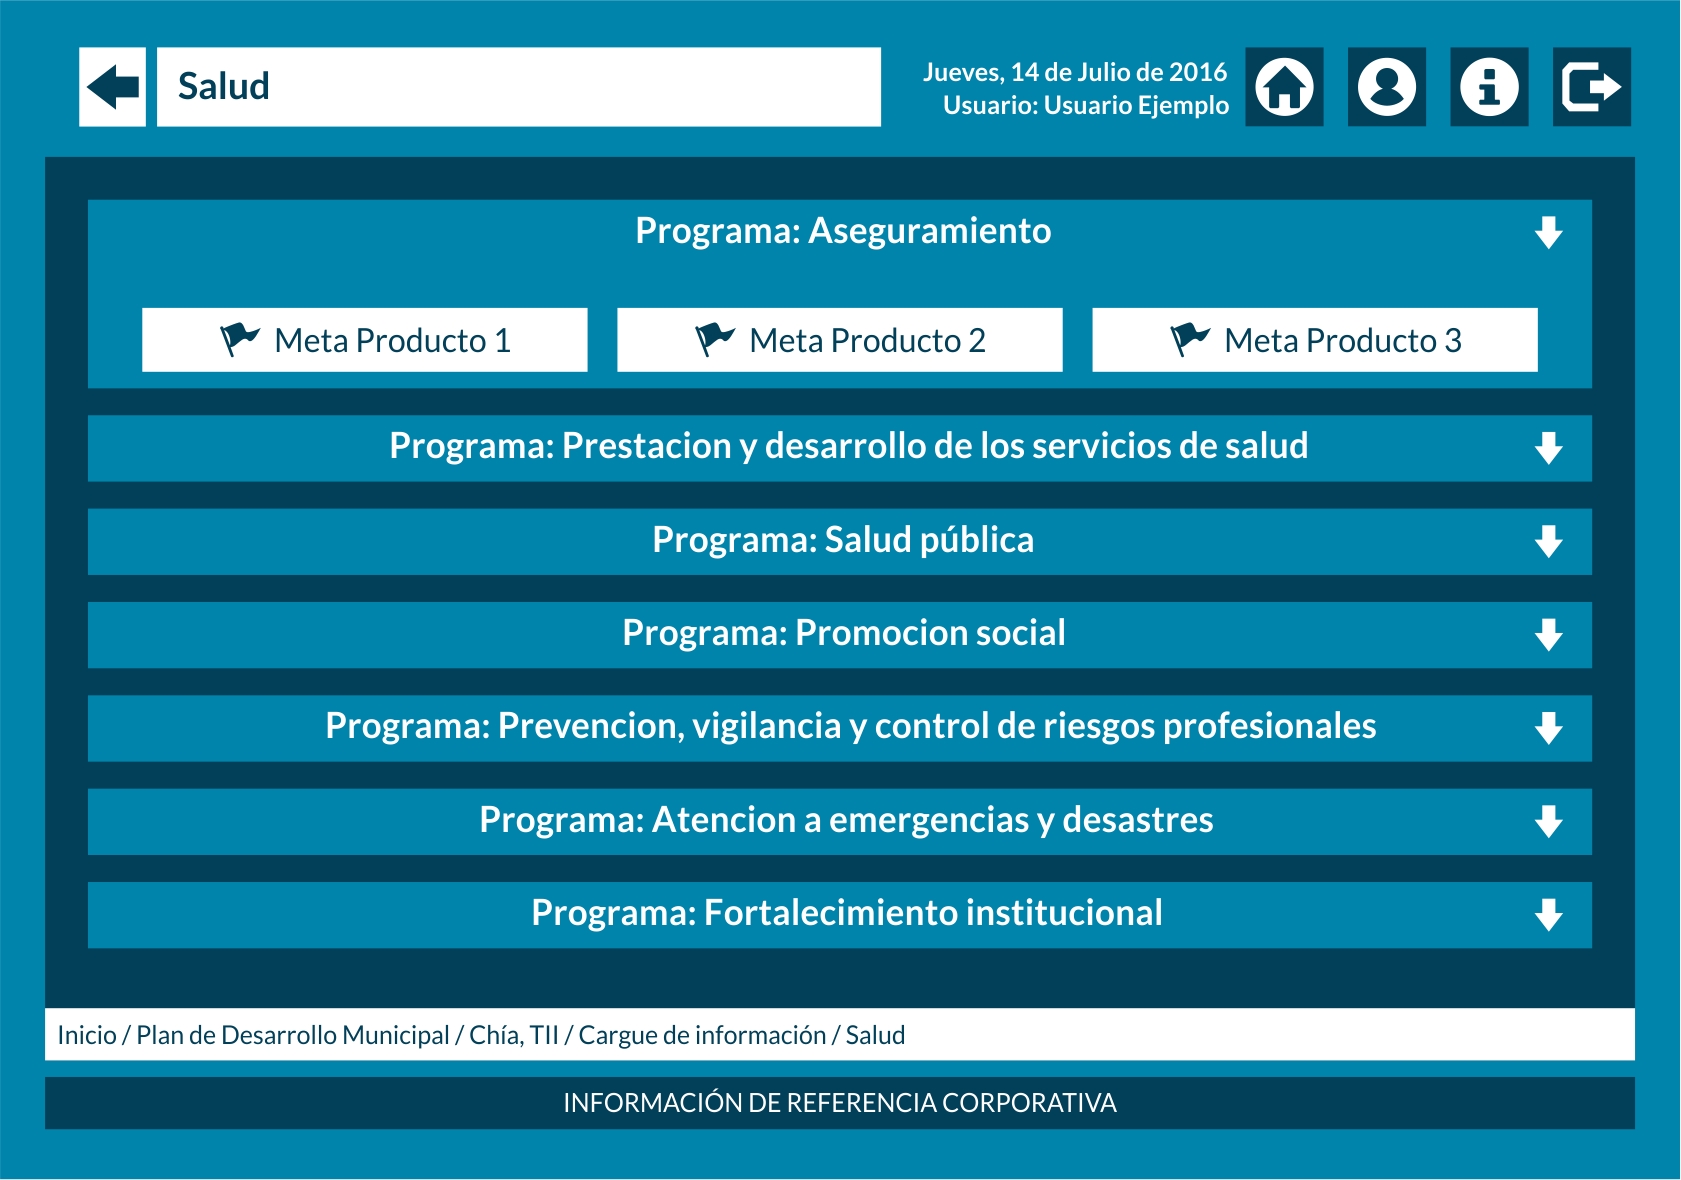 Salud
Jueves, 14 de Julio de 2016
Usuario: Usuario Ejemplo
Programa: Aseguramiento
Meta Producto 1
Meta Producto 2
Meta Producto 3
Programa: Prestacion y desarrollo de los servicios de salud
Programa: Salud pública
Programa: Promocion social
Programa: Prevencion, vigilancia y control de riesgos profesionales
Programa: Atencion a emergencias y desastres
Programa: Fortalecimiento institucional
Inicio / Plan de Desarrollo Municipal / Chía, TII / Cargue de información / Salud
INFORMACIÓN DE REFERENCIA CORPORATIVA